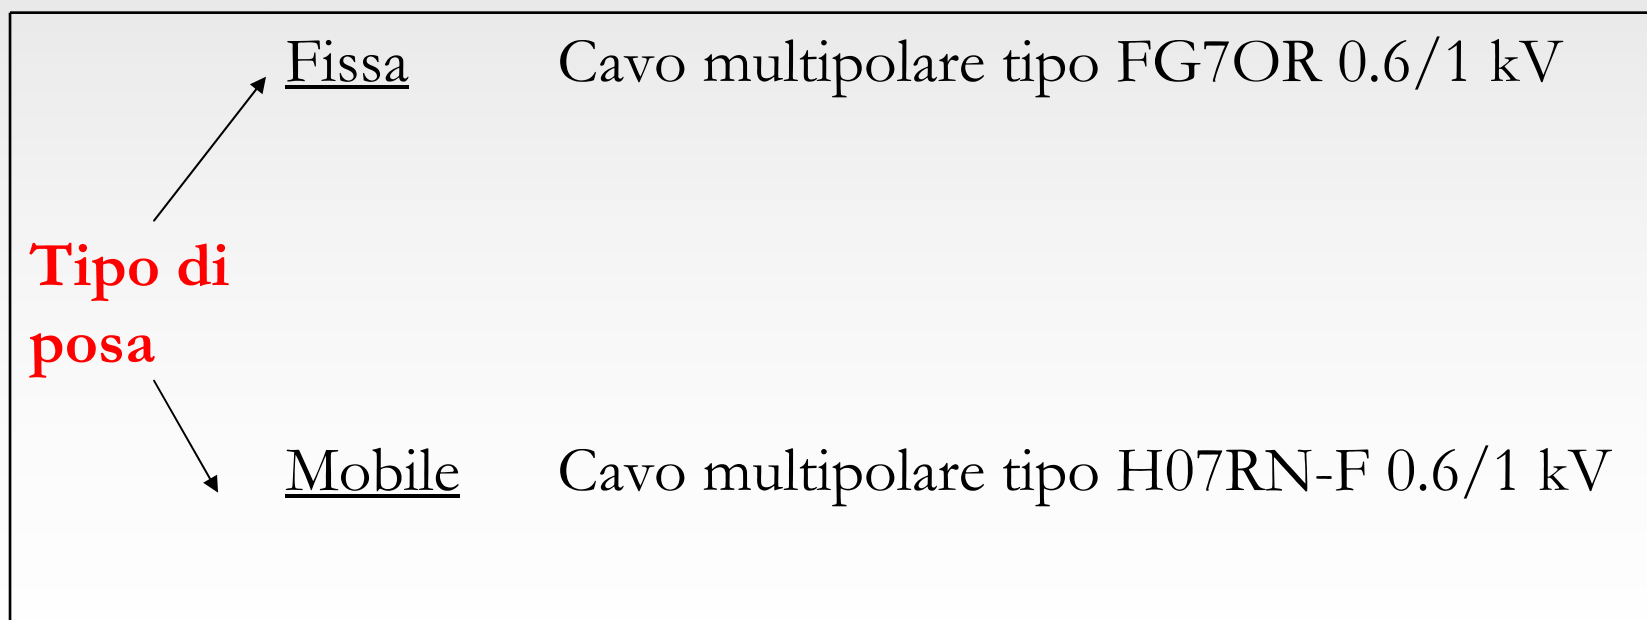 Fissa Cavo multipolare tipo FG7OR 0.6/1 kV
Tipo di
posa
Mobile Cavo multipolare tipo H07RN-F 0.6/1 kV